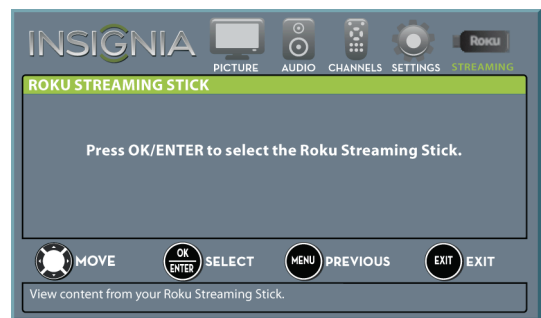 INSIGNIA
PICTURE AUDIO CHANNELS SETTINGS STREAMING
ROKU
ROKU STREAMING STICK
Press OK/ENTER to select the Roku Streaming Stick.
MOVE OK ENTER SELECT MENU PREVIOUS EXIT EXIT
View content from your Roku Streaming Stick.